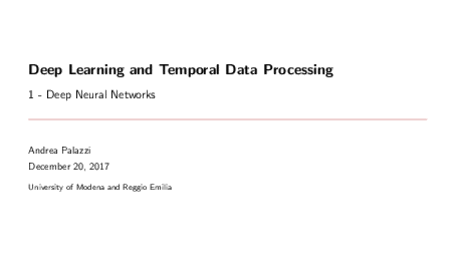 Deep Learning and Temporal Data Processing
1 - Deep Neural Networks
Andrea Palazzi
December 20, 2017
University of Modena and Reggio Emilia